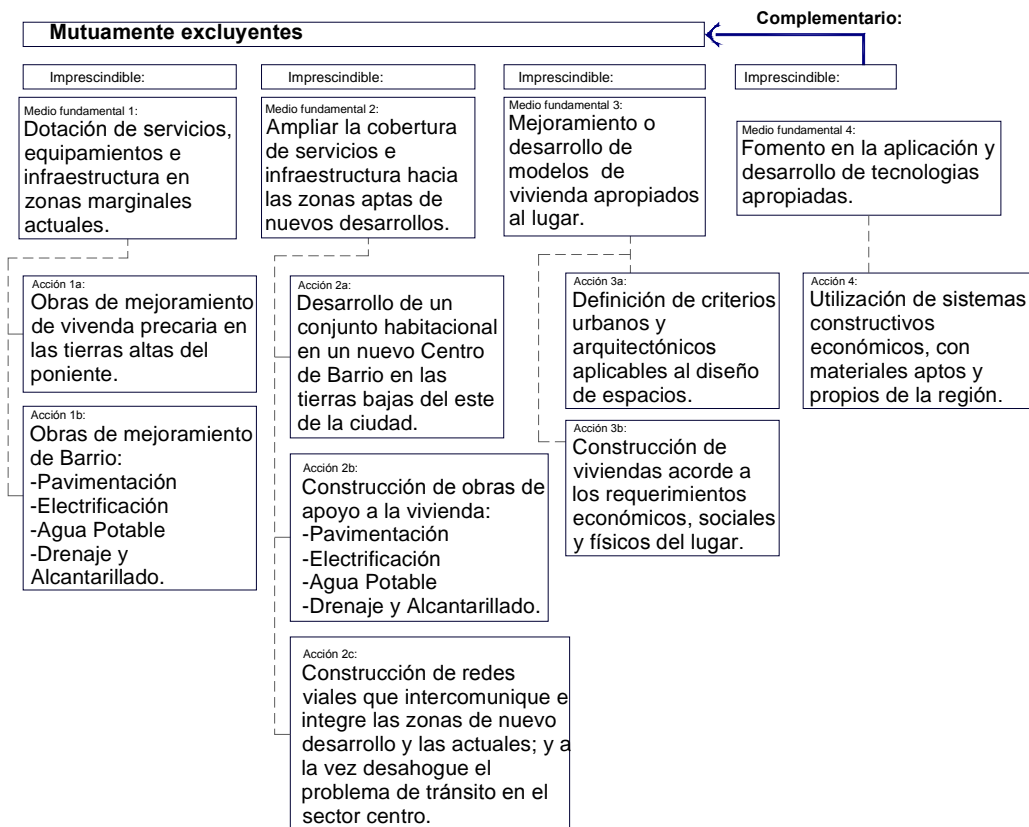 Complementario:
Mutuamente excluyentes
Imprescindible:
Imprescindible:
Imprescindible:
Imprescindible:
Medio fundamental 1:
Dotación de servicios,
equipamientos e
infraestructura en
zonas marginales
actuales.
Medio fundamental 2:
Ampliar la cobertura
de servicios e
infraestructura hacia
las zonas aptas de
nuevos desarrollos.
Medio fundamental 3:
Mejoramiento o
desarrollo de
modelos de
vivienda apropiados
al lugar.
Medio fundamental 4:
Fomento en la aplicación y
desarrollo de tecnologias
apropiadas.
Acción 1a:
Obras de mejoramiento
de vivenda precaria en
las tierras altas del
poniente.
Acción 1b:
Obras de mejoramiento
de Barrio:
-Pavimentación
-Electrificación
-Agua Potable
-Drenaje y
Alcantarillado.
Acción 2a:
Desarrollo de un
conjunto habitacional
en un nuevo Centro
de Barrio en las
tierras bajas del este
de la ciudad.
Acción 2b:
Construcción de obras de
apoyo a la vivienda:
-Pavimentación
-Electrificación
-Agua Potable
-Drenaje y Alcantarillado.
Acción 2c:
Construcción de redes
viales que intercomunique e
integre las zonas de nuevo
desarrollo y las actuales; y a
la vez desahogue el
problema de tránsito en el
sector centro.
Acción 3a:
Definición de criterios
urbanos y
arquitectónicos
aplicables al diseño
de espacios.
Acción 3b:
Construcción de
viviendas acorde a
los requerimientos
económicos, sociales
y físicos del lugar.
Acción 4:
Utilización de sistemas
constructivos
económicos, con
materiales aptos y
propios de la región.